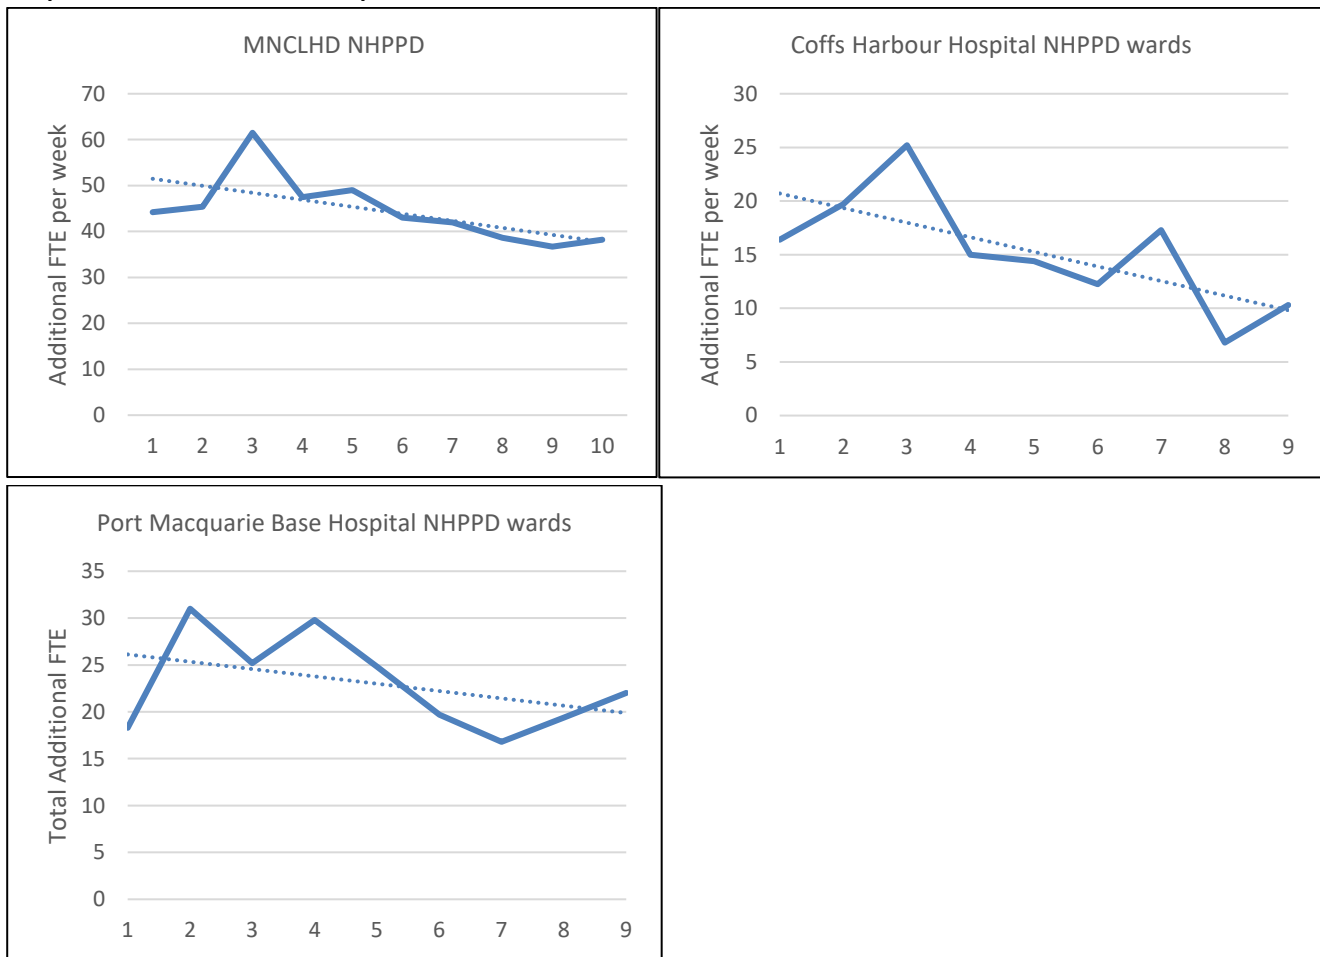 MNCLHD NHPPD
Additional FTE per week
70
60
50
40
30
20
10
0
1 2 3 4 5 6 7 8 9 10
Coffs Harbour Hospital NHPPD wards
Additional FTE per week
30
25
20
15
10
5
0
1 2 3 4 5 6 7 8 9
Port Macquarie Base Hospital NHPPD wards
Total Additional FTE
35
30
25
20
15
10
5
0
1 2 3 4 5 6 7 8 9